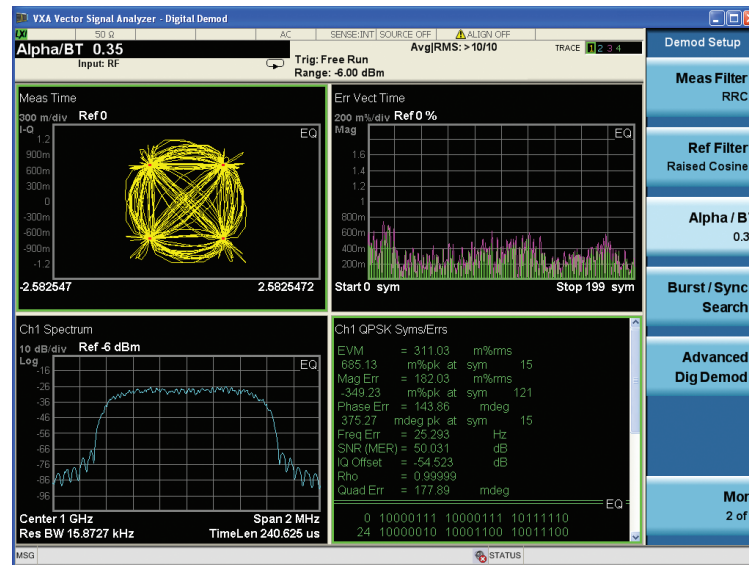 VXA Vector Signal Analyzer - Digital Demod
LXI 50 Ω AC SENSE:INT SOURCE OFF ALIGN OFF
Alpha/BT 0.35
Input: RF
Trig: Free Run
Range: -6.00 dBm
Avg|RMS: >10/10
TRACE 1 2 3 4
Demod Setup
Meas Filter
RRC
Ref Filter
Raised Cosine
Alpha / BT
0.3
Burst / Sync
Search
Advanced
Dig Demod
Mor
2 of
Meas Time
300 m/div Ref 0
I-Q
EQ
1.2
900m
600m
300m
0
-300m
-600m
-900m
-1.2
-2.582547 2.5825472
Err Vect Time
200 m%/div Ref 0 %
Mag
EQ
1.6
1.4
1.2
1
800m
600m
400m
200m
Start 0 sym Stop 199 sym
Ch1 Spectrum
10 dB/div Ref -6 dBm
Log
EQ
-16
-26
-36
-46
-56
-66
-76
-86
-96
Center 1 GHz Span 2 MHz
Res BW 15.8727 kHz TimeLen 240.625 us
Ch1 QPSK Syms/Errs
EVM = 311.03 m%rms
685.13 m%pk at sym 15
Mag Err = 182.03 m%rms
-349.23 m%pk at sym 121
Phase Err = 143.86 mdeg
375.27 mdeg pk at sym 15
Freq Err = 25.293 Hz
SNR (MER) = 50.031 dB
IQ Offset = -54.523 dB
Rho = 0.99999
Quad Err = 177.89 mdeg
EQ
0 10000111 10000111 10111110
24 10000010 10001100 10011100
MSG STATUS